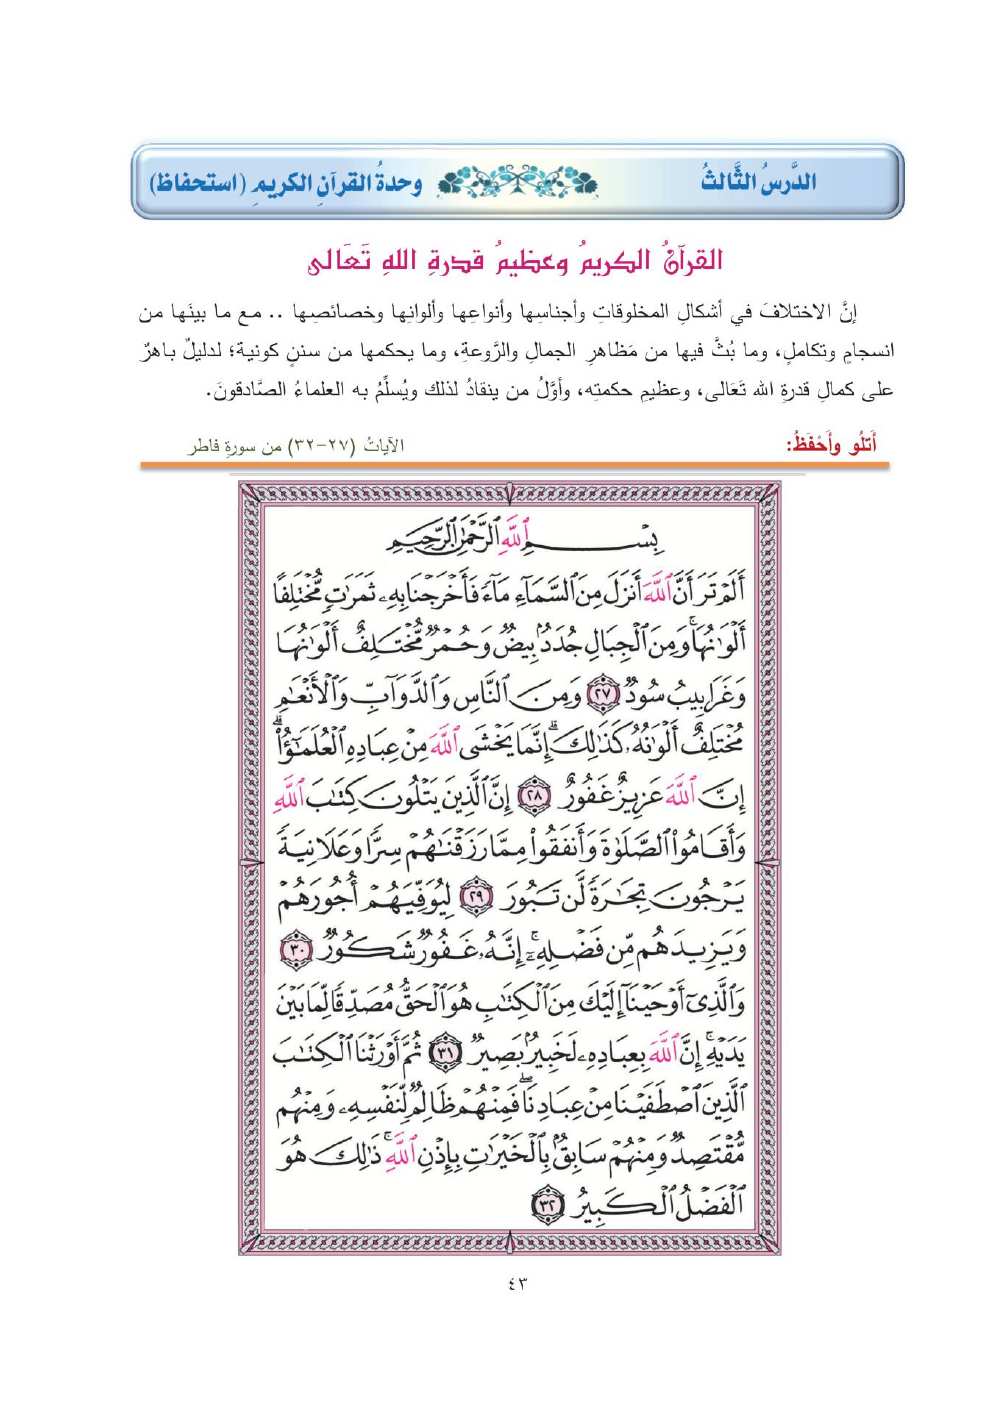 الدَّرسُ الثَّالثُ
وحدةُ القرآنِ الكريمِ (استحفاظ)
القرآنُ الكريمُ وعظيمُ قدرةِ اللهِ تَعَالى
إنَّ الاختلافَ في أشكالِ المخلوقاتِ وأجناسِها وأنواعِها وألوانِها وخصائصِها .. مع ما بينَها من
انسجامٍ وتكاملٍ، وما بُثَّ فيها من مَظاهرِ الجمالِ والرَّوعةِ، وما يحكمها من سننٍ كونية؛ لدليلٌ باهرٌ
على كمالِ قدرةِ الله تَعَالى، وعظيمِ حكمتِه، وأوَّلُ من ينقادُ لذلك ويُسلِّمُ به العلماءُ الصَّادقونَ.
أَتلُو وأَحْفَظُ:
الآياتُ (٢٧-٣٢) من سورةِ فاطر
بِسْمِ ٱللَّهِ ٱلرَّحْمَٰنِ ٱلرَّحِيمِ
أَلَمْ تَرَ أَنَّ ٱللَّهَ أَنزَلَ مِنَ ٱلسَّمَآءِ مَآءً فَأَخْرَجْنَا بِهِۦ ثَمَرَٰتٍ مُّخْتَلِفًا
أَلْوَٰنُهَا ۚ وَمِنَ ٱلْجِبَالِ جُدَدٌۢ بِيضٌ وَحُمْرٌ مُّخْتَلِفٌ أَلْوَٰنُهَا
وَغَرَابِيبُ سُودٌ ٢٧ وَمِنَ ٱلنَّاسِ وَٱلدَّوَآبِّ وَٱلْأَنْعَٰمِ
مُخْتَلِفٌ أَلْوَٰنُهُۥ كَذَٰلِكَ ۗ إِنَّمَا يَخْشَى ٱللَّهَ مِنْ عِبَادِهِ ٱلْعُلَمَٰٓؤُا۟ ۗ
إِنَّ ٱللَّهَ عَزِيزٌ غَفُورٌ ٢٨ إِنَّ ٱلَّذِينَ يَتْلُونَ كِتَٰبَ ٱللَّهِ
وَأَقَامُوا۟ ٱلصَّلَوٰةَ وَأَنفَقُوا۟ مِمَّا رَزَقْنَٰهُمْ سِرًّا وَعَلَانِيَةً
يَرْجُونَ تِجَٰرَةً لَّن تَبُورَ ٢٩ لِيُوَفِّيَهُمْ أُجُورَهُمْ
وَيَزِيدَهُم مِّن فَضْلِهِۦٓ ۚ إِنَّهُۥ غَفُورٌ شَكُورٌ ٣٠
وَٱلَّذِىٓ أَوْحَيْنَآ إِلَيْكَ مِنَ ٱلْكِتَٰبِ هُوَ ٱلْحَقُّ مُصَدِّقًا لِّمَا بَيْنَ
يَدَيْهِ ۗ إِنَّ ٱللَّهَ بِعِبَادِهِۦ لَخَبِيرٌۢ بَصِيرٌ ٣١ ثُمَّ أَوْرَثْنَا ٱلْكِتَٰبَ
ٱلَّذِينَ ٱصْطَفَيْنَا مِنْ عِبَادِنَا ۖ فَمِنْهُمْ ظَالِمٌ لِّنَفْسِهِۦ وَمِنْهُم
مُّقْتَصِدٌ وَمِنْهُمْ سَابِقٌۢ بِٱلْخَيْرَٰتِ بِإِذْنِ ٱللَّهِ ۚ ذَٰلِكَ هُوَ
ٱلْفَضْلُ ٱلْكَبِيرُ ٣٢
٤٣